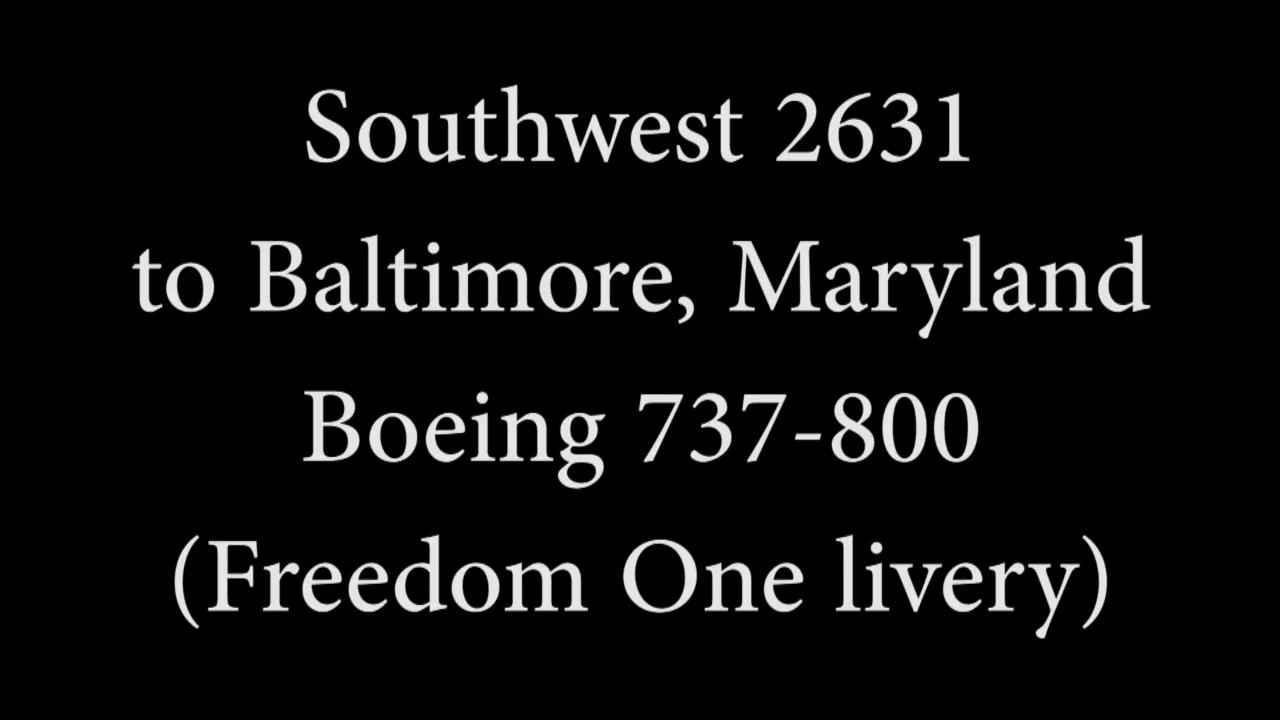 Southwest 2631
to Baltimore, Maryland
Boeing 737-800
(Freedom One livery)